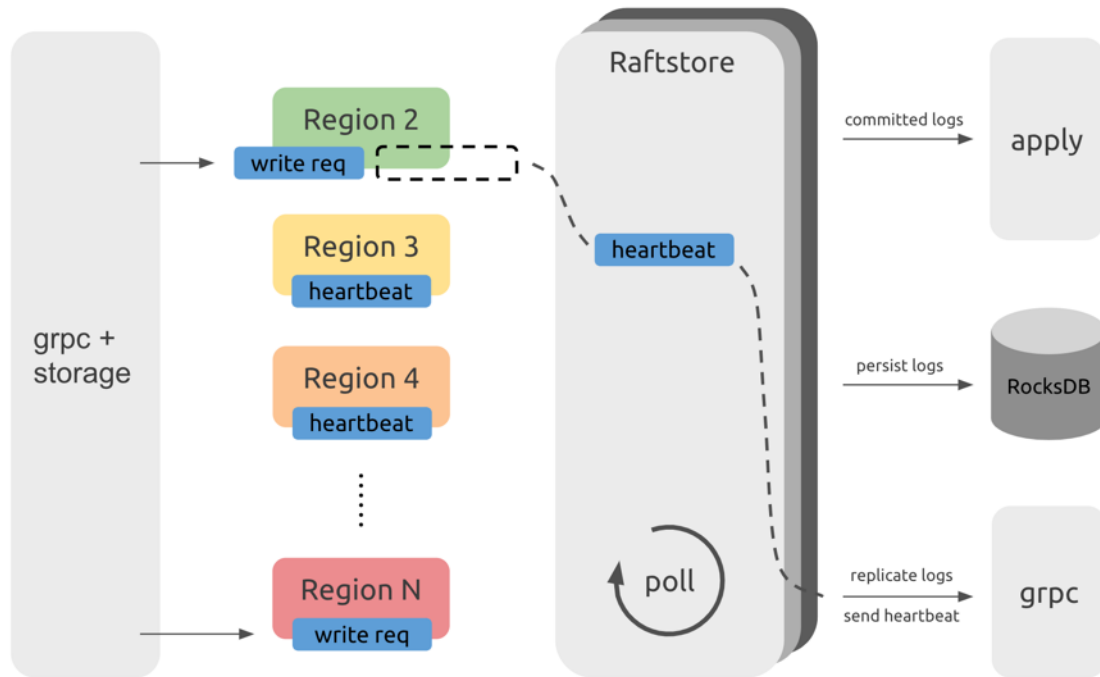 grpc +
storage
Region 2
write req
Region 3
heartbeat
Region 4
heartbeat
Region N
write req
Raftstore
heartbeat
poll
committed logs
apply
persist logs
RocksDB
replicate logs
send heartbeat
grpc